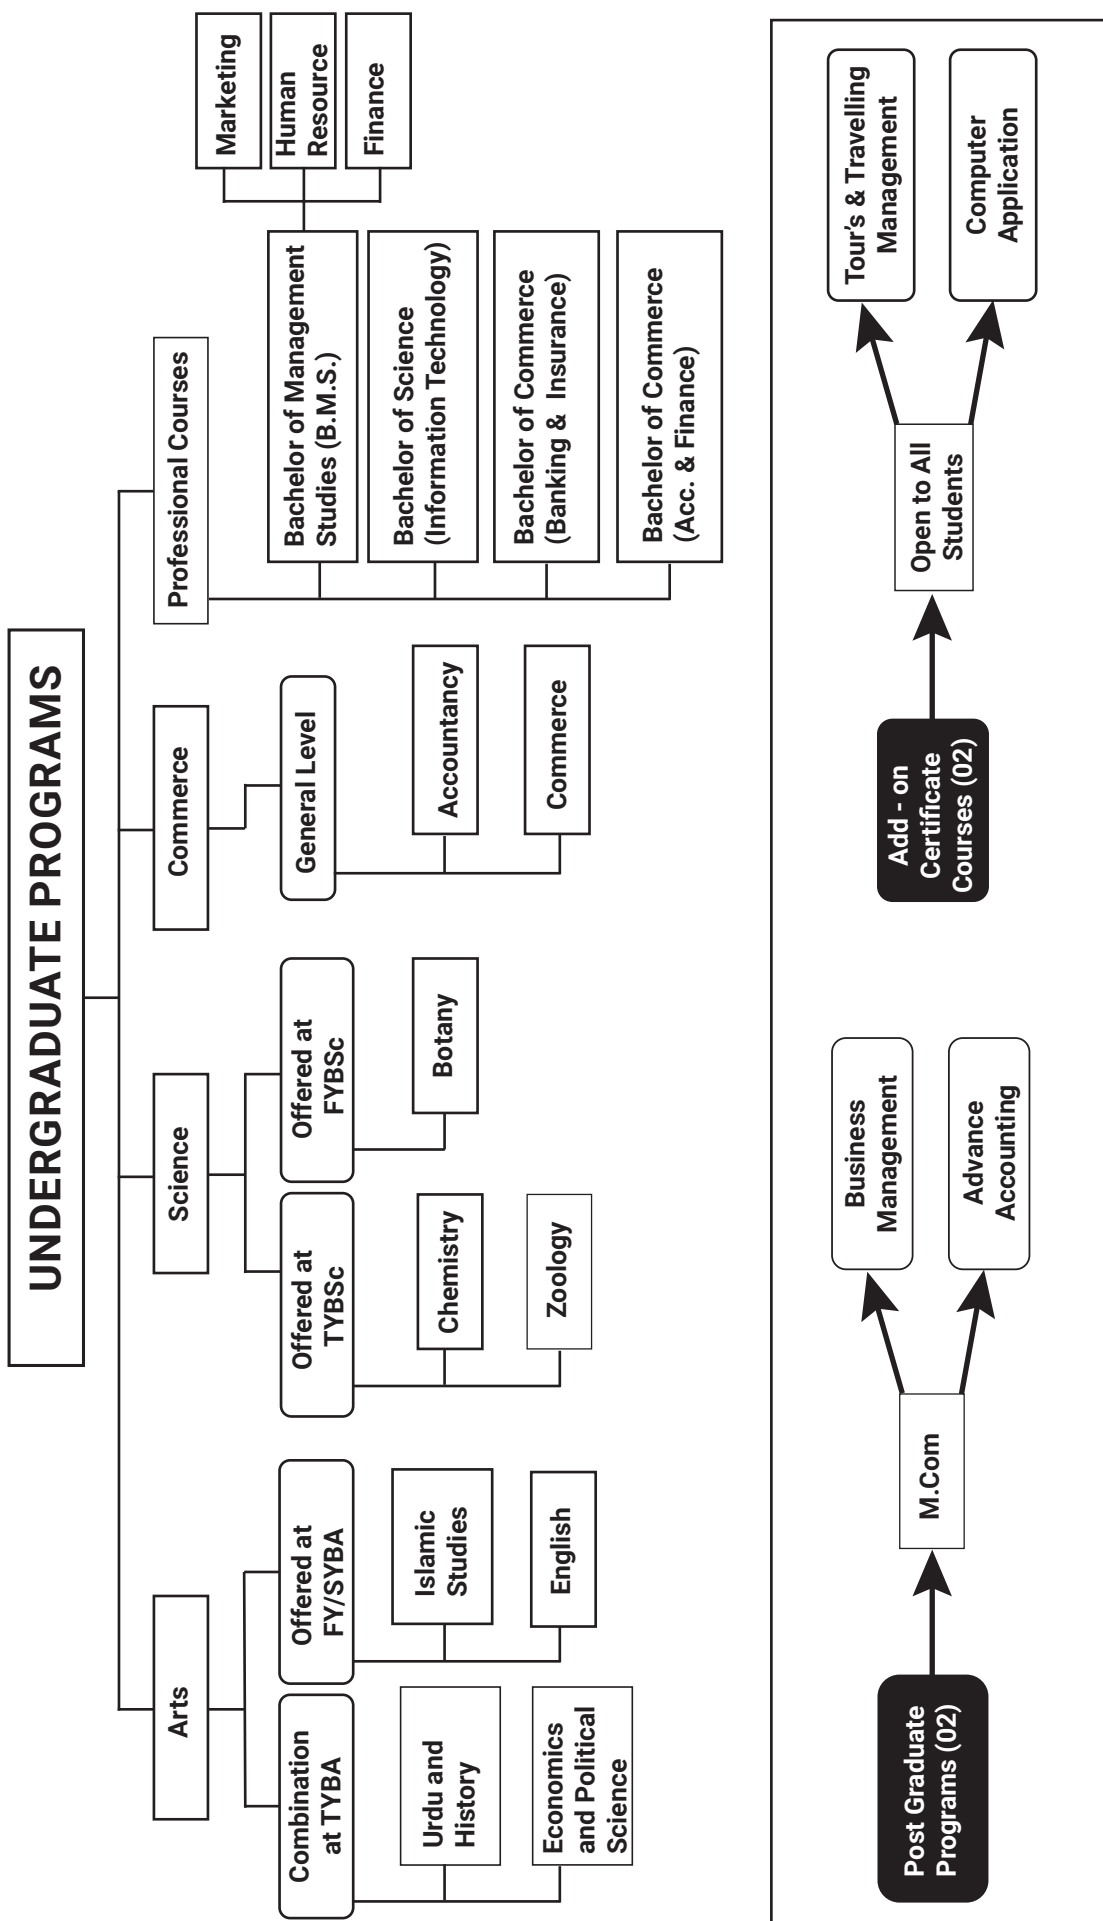 UNDERGRADUATE PROGRAMS
Arts
Science
Commerce
Professional Courses
Combination
at TYBA
Offered at
FY/SYBA
Offered at
TYBSc
Offered at
FYBSc
General Level
Urdu and
History
Economics
and Political
Science
Islamic
Studies
English
Chemistry
Zoology
Botany
Accountancy
Commerce
Bachelor of Management
Studies (B.M.S.)
Bachelor of Science
(Information Technology)
Bachelor of Commerce
(Banking & Insurance)
Bachelor of Commerce
(Acc. & Finance)
Marketing
Human
Resource
Finance
Post Graduate
Programs (02)
M.Com
Business
Management
Advance
Accounting
Add - on
Certificate
Courses (02)
Open to All
Students
Tour's & Travelling
Management
Computer
Application